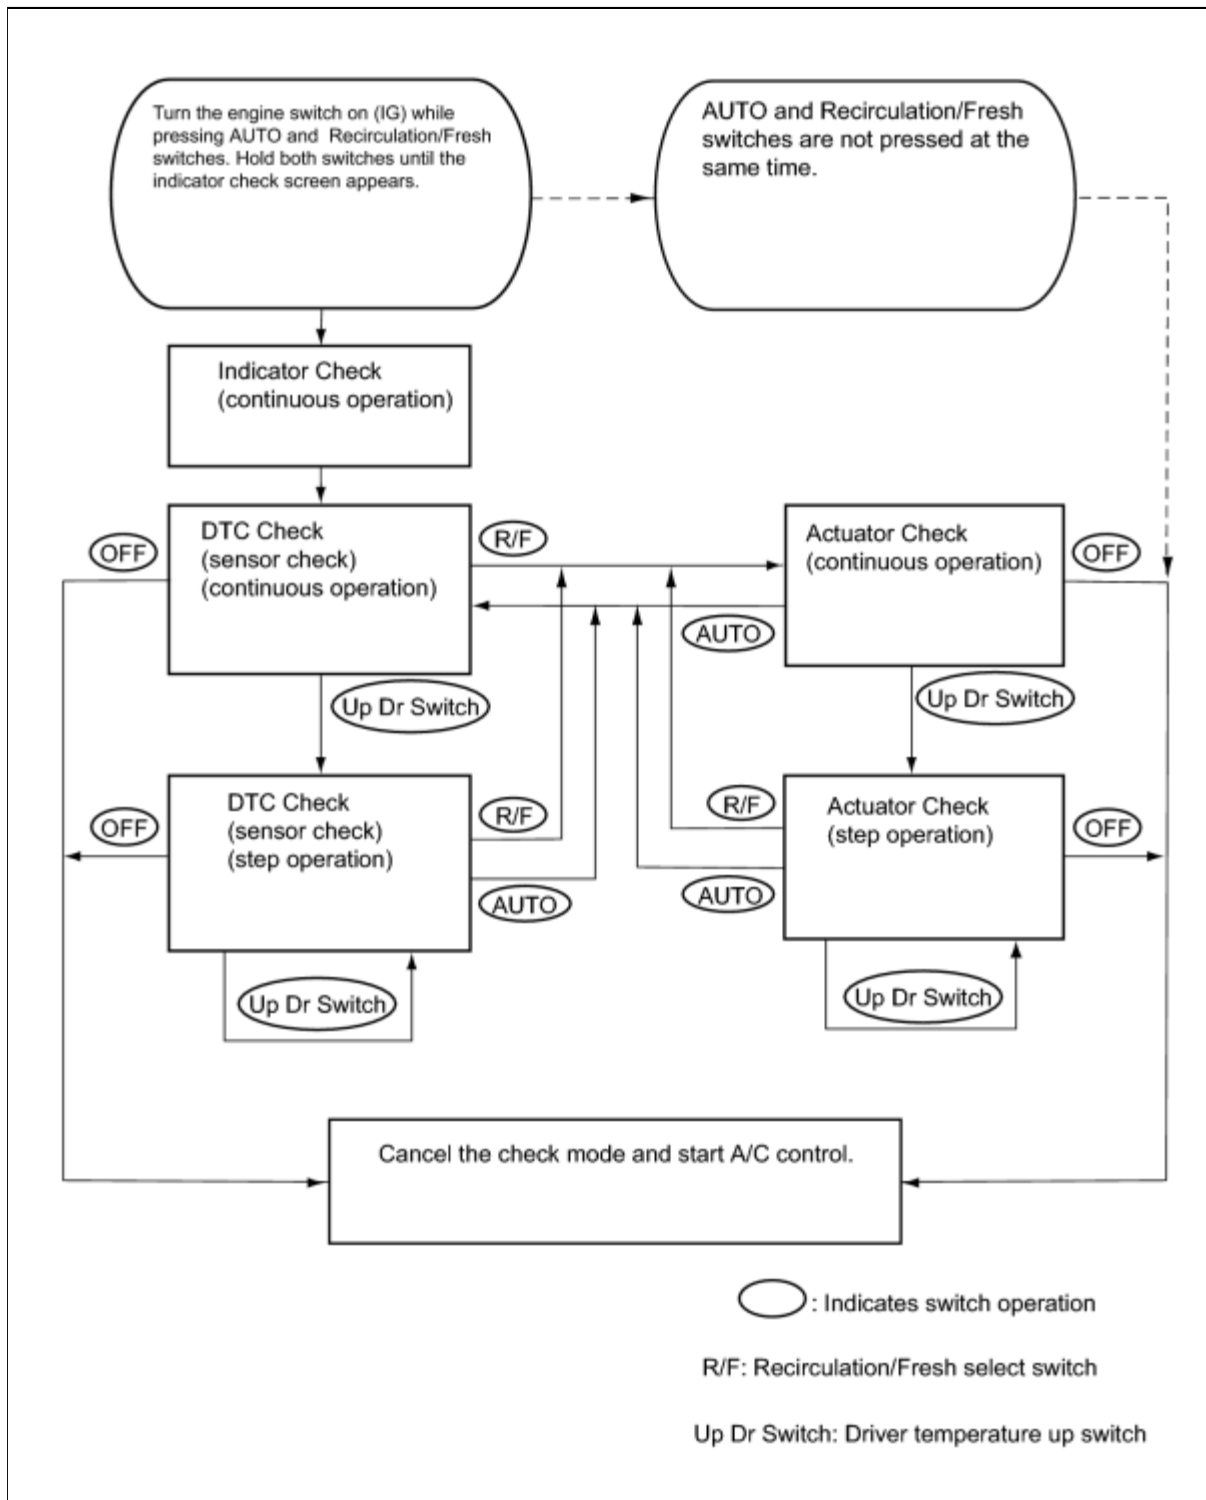 Turn the engine switch on (IG) while
pressing AUTO and Recirculation/Fresh
switches. Hold both switches until the
indicator check screen appears.
AUTO and Recirculation/Fresh
switches are not pressed at the
same time.
Indicator Check
(continuous operation)
OFF
DTC Check
(sensor check)
(continuous operation)
R/F
Actuator Check
(continuous operation)
OFF
AUTO
Up Dr Switch
Up Dr Switch
OFF
DTC Check
(sensor check)
(step operation)
R/F
AUTO
R/F
AUTO
Actuator Check
(step operation)
OFF
Up Dr Switch
Up Dr Switch
Cancel the check mode and start A/C control.
: Indicates switch operation
R/F: Recirculation/Fresh select switch
Up Dr Switch: Driver temperature up switch